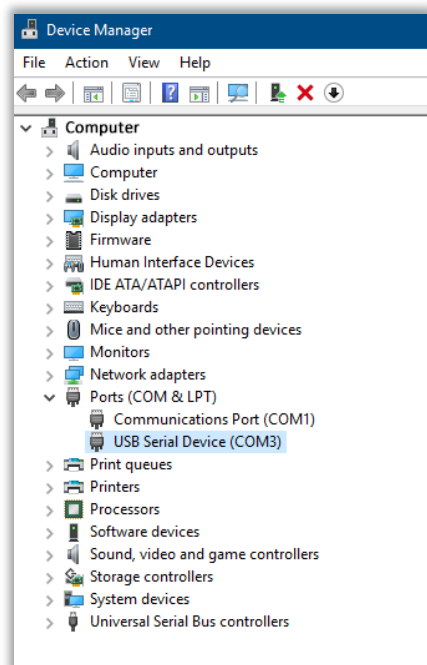 Device Manager
File Action View Help
Computer
Audio inputs and outputs
Computer
Disk drives
Display adapters
Firmware
Human Interface Devices
IDE ATA/ATAPI controllers
Keyboards
Mice and other pointing devices
Monitors
Network adapters
Ports (COM & LPT)
Communications Port (COM1)
USB Serial Device (COM3)
Print queues
Printers
Processors
Software devices
Sound, video and game controllers
Storage controllers
System devices
Universal Serial Bus controllers